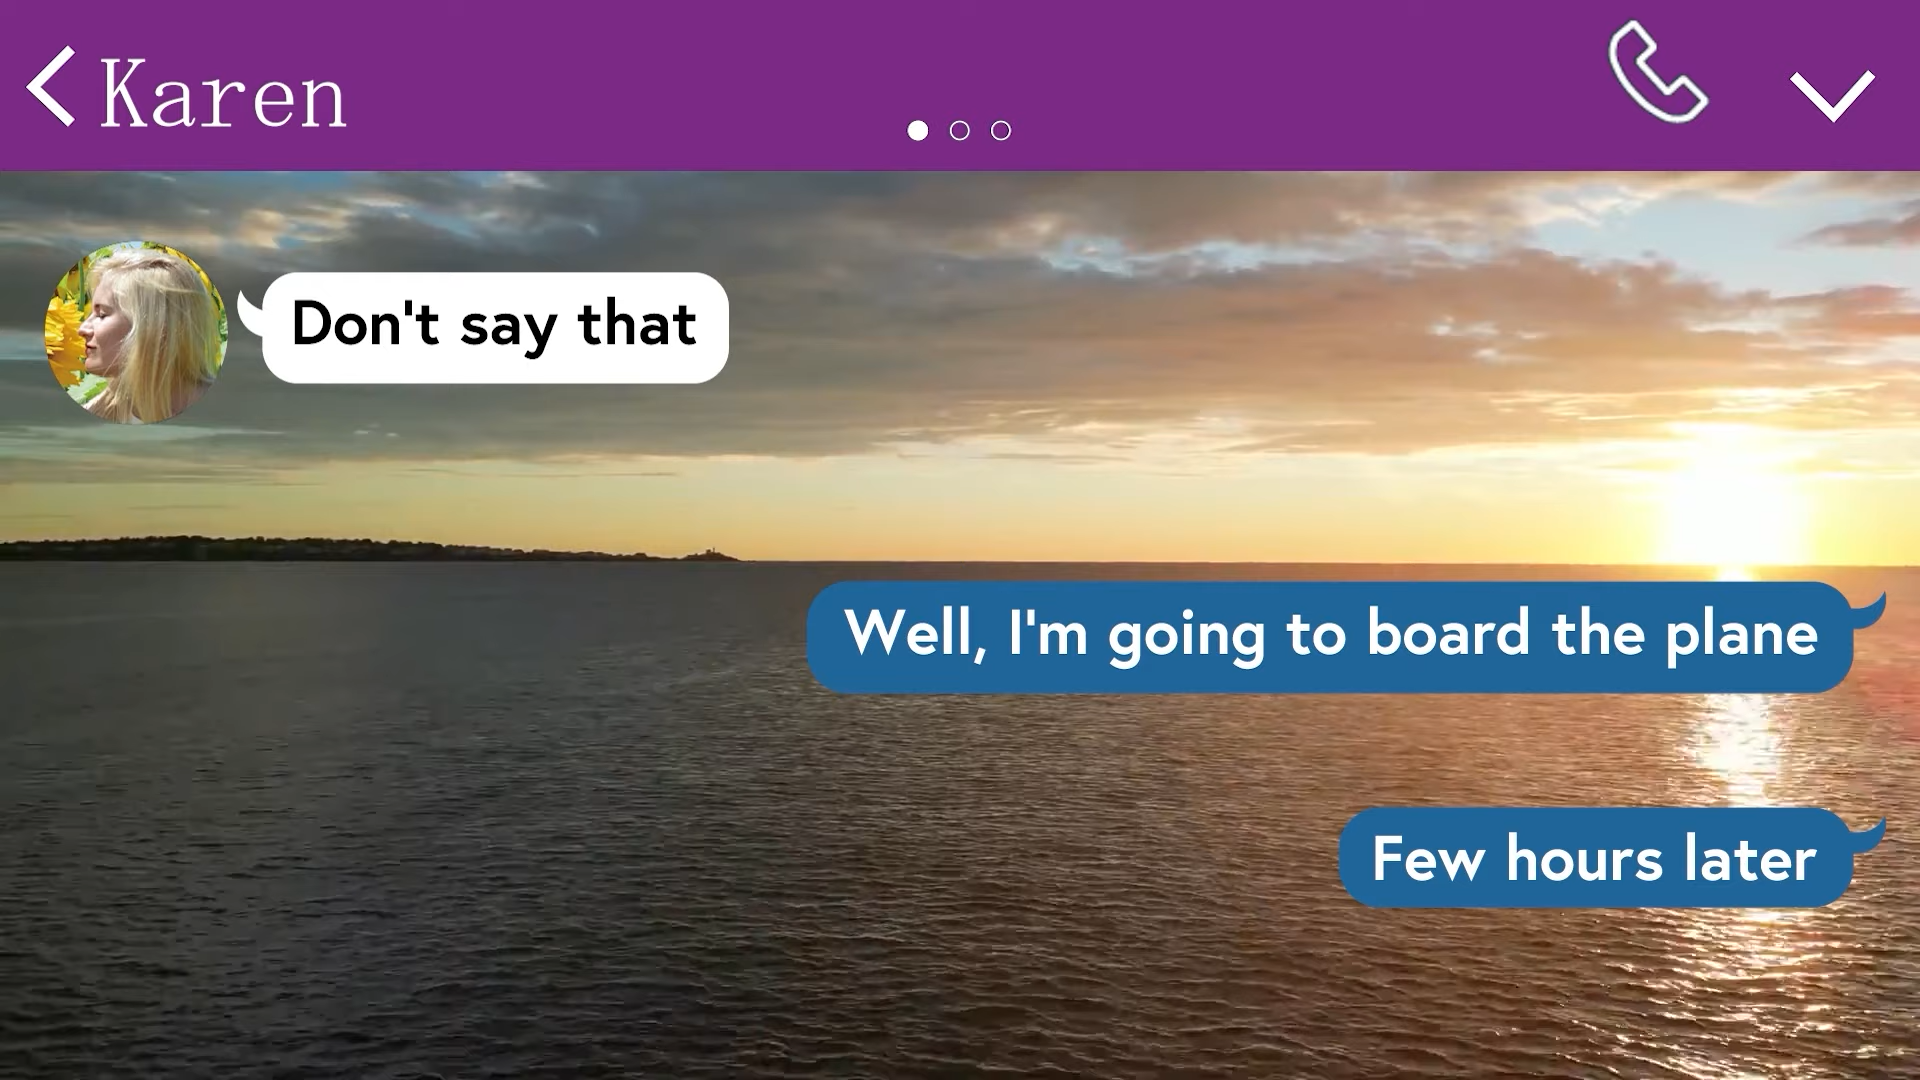 Karen
Don't say that
Well, I'm going to board the plane
Few hours later